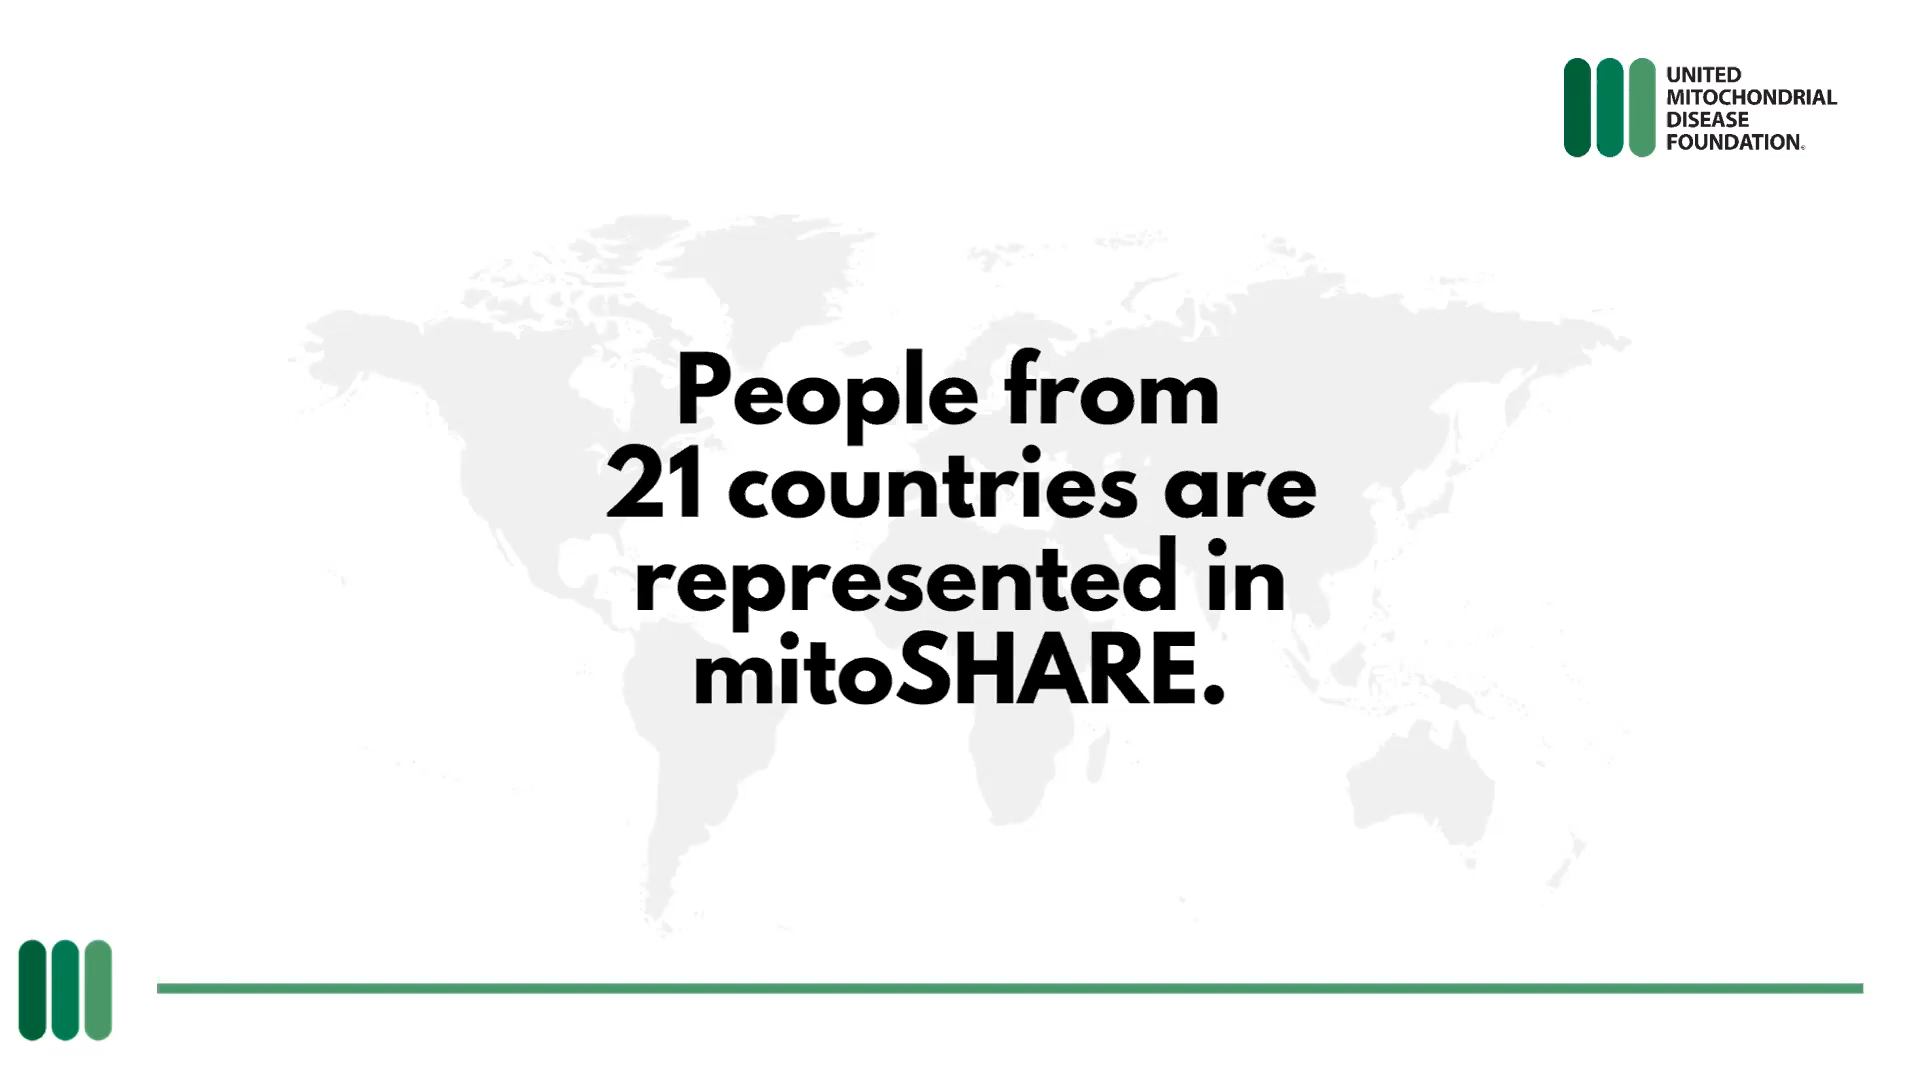 UNITED
MITOCHONDRIAL
DISEASE
FOUNDATION
People from
21 countries are
represented in
mitoSHARE.